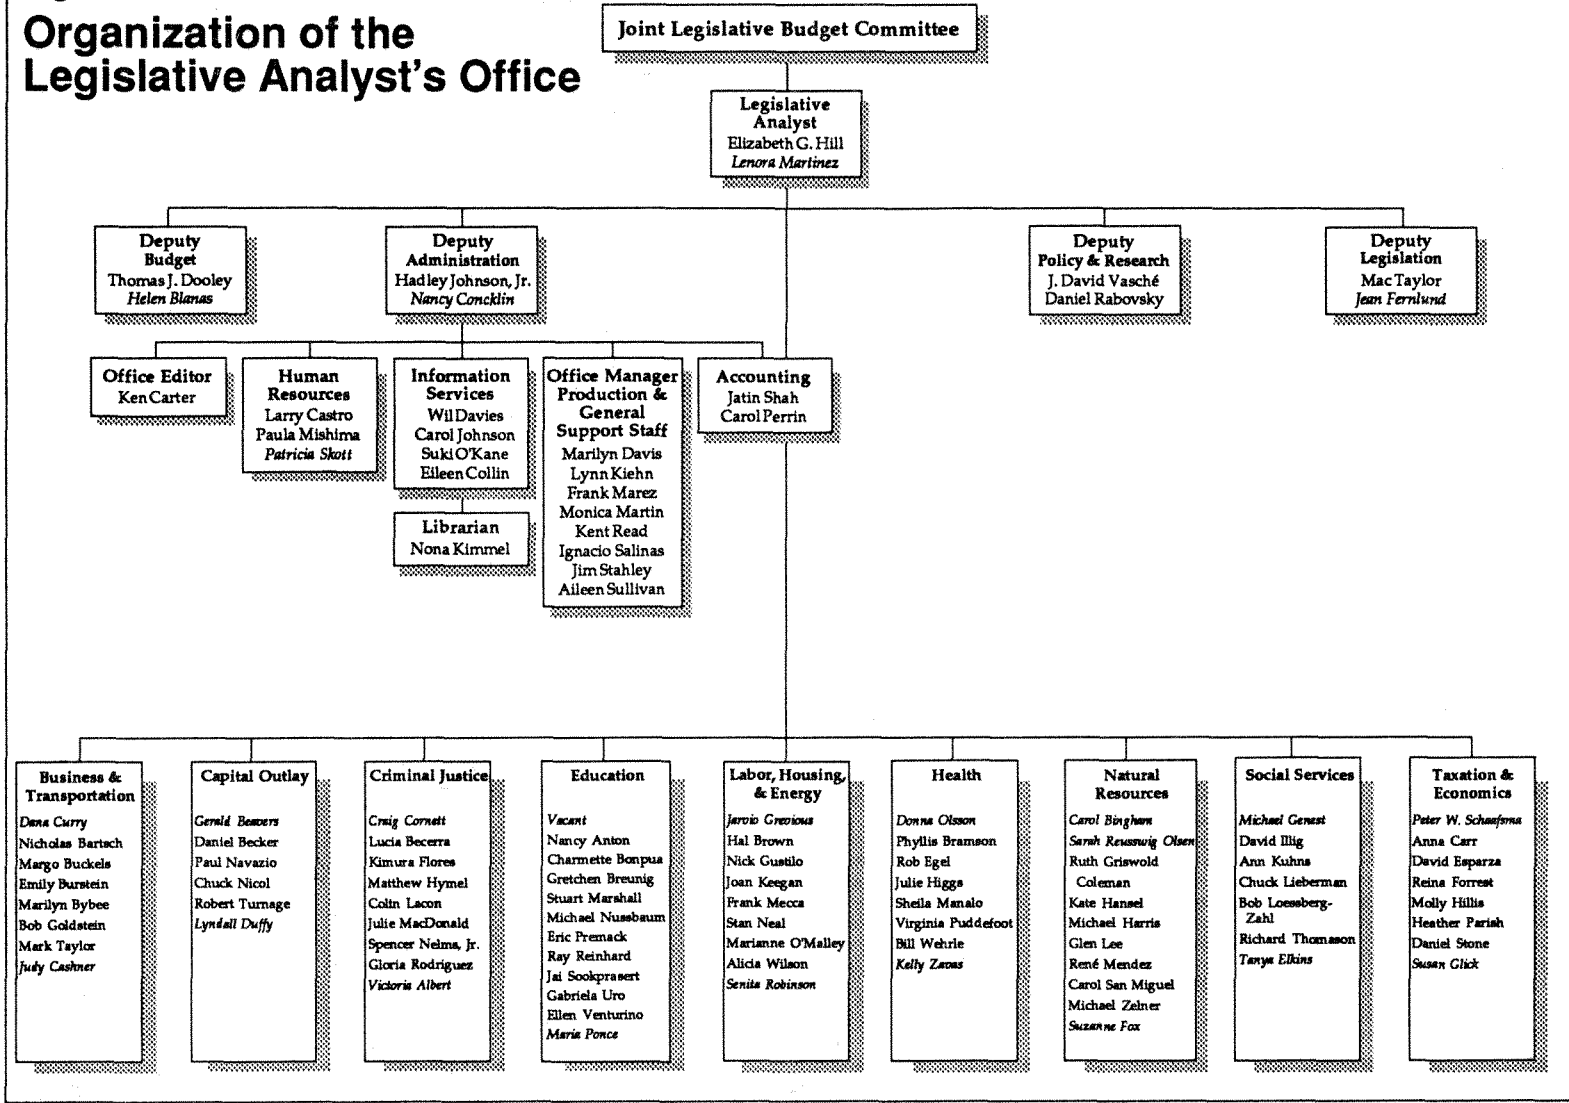 Organization of the
Legislative Analyst's Office
Joint Legislative Budget Committee
Legislative
Analyst
Elizabeth G. Hill
Lenora Martinez
Deputy
Budget
Thomas J. Dooley
Helen Blanas
Deputy
Administration
Hadley Johnson, Jr.
Nancy Concklin
Deputy
Policy & Research
J. David Vasché
Daniel Rabovsky
Deputy
Legislation
Mac Taylor
Jean Fernlund
Office Editor
Ken Carter
Human
Resources
Larry Castro
Paula Mishima
Patricia Skott
Information
Services
Wil Davies
Carol Johnson
Suki O'Kane
Eileen Collin
Librarian
Nona Kimmel
Office Manager
Production &
General
Support Staff
Marilyn Davis
Lynn Kiehn
Frank Marez
Monica Martin
Kent Read
Ignacio Salinas
Jim Stahley
Aileen Sullivan
Accounting
Jatin Shah
Carol Perrin
Business &
Transportation
Dana Curry
Nicholas Bartsch
Margo Buckels
Emily Burstein
Marilyn Bybee
Bob Goldstein
Mark Taylor
Judy Cashner
Capital Outlay
Gerald Beavers
Daniel Becker
Paul Navazio
Chuck Nicol
Robert Turnage
Lyndall Duffy
Criminal Justice
Craig Cornett
Lucia Becerra
Kimura Flores
Matthew Hymel
Colin Lacon
Julie MacDonald
Spencer Nelms, Jr.
Gloria Rodriguez
Victoria Albert
Education
Vacant
Nancy Anton
Charmette Bonpua
Gretchen Breunig
Stuart Marshall
Michael Nussbaum
Eric Premack
Ray Reinhard
Jai Sookprasert
Gabriela Uro
Ellen Venturino
Maria Ponce
Labor, Housing,
& Energy
Jarvio Grevious
Hal Brown
Nick Gustilo
Joan Keegan
Frank Mecca
Stan Neal
Marianne O'Malley
Alicia Wilson
Senita Robinson
Health
Donna Olsson
Phyllis Bramson
Rob Egel
Julie Higgs
Sheila Manalo
Virginia Puddefoot
Bill Wehrle
Kelly Zavas
Natural
Resources
Carol Bingham
Sarah Reusswig Olsen
Ruth Griswold
Coleman
Kate Hansel
Michael Harris
Glen Lee
René Mendez
Carol San Miguel
Michael Zelner
Suzanne Fox
Social Services
Michael Genest
David Illig
Ann Kuhns
Chuck Lieberman
Bob Loessberg-
Zahl
Richard Thomason
Tanya Elkins
Taxation &
Economics
Peter W. Schaafsma
Anna Carr
David Esparza
Reina Forrest
Molly Hillis
Heather Parish
Daniel Stone
Susan Glick